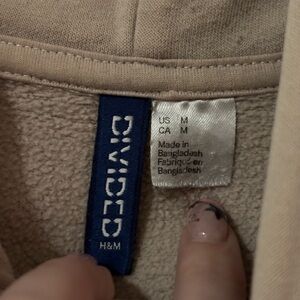 DIVIDED
H&M
US M
CA M
Made in
Bangladesh
Fabriqué en
Bangladesh